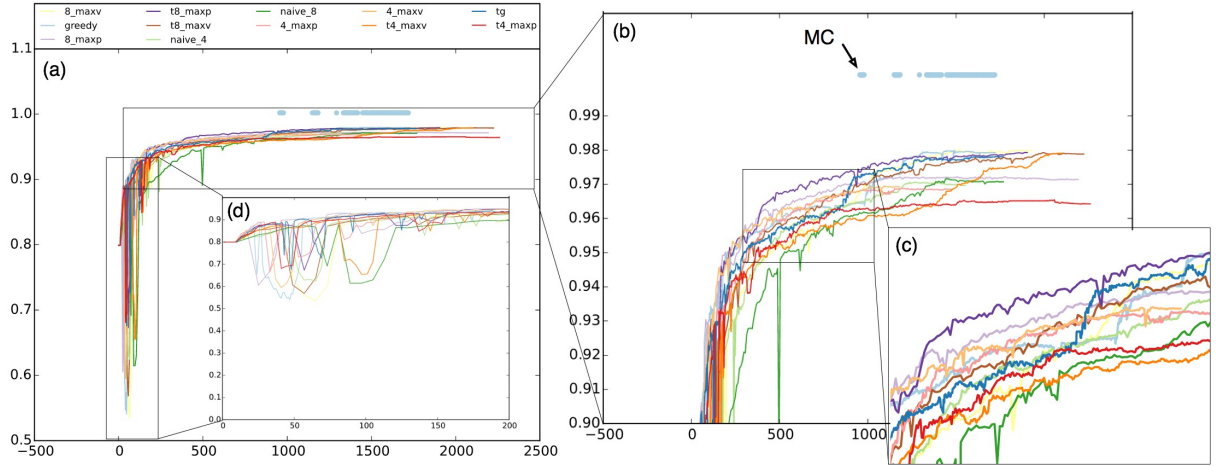 8_maxv t8_maxp naive_8 4_maxv tg
greedy t8_maxv 4_maxp t4_maxv t4_maxp
8_maxp naive_4
1.1
1.0
0.9
0.8
0.7
0.6
0.5
−500 0 500 1000 1500 2000 2500
(a)
(d)
0.9
0.8
0.7
0.6
0.5
0.4
0.3
0.2
0.1
0.0
0 50 100 150 200
(b)
MC
0.99
0.98
0.97
0.96
0.95
0.94
0.93
0.92
0.91
0.90
−500 0 500 1000
(c)